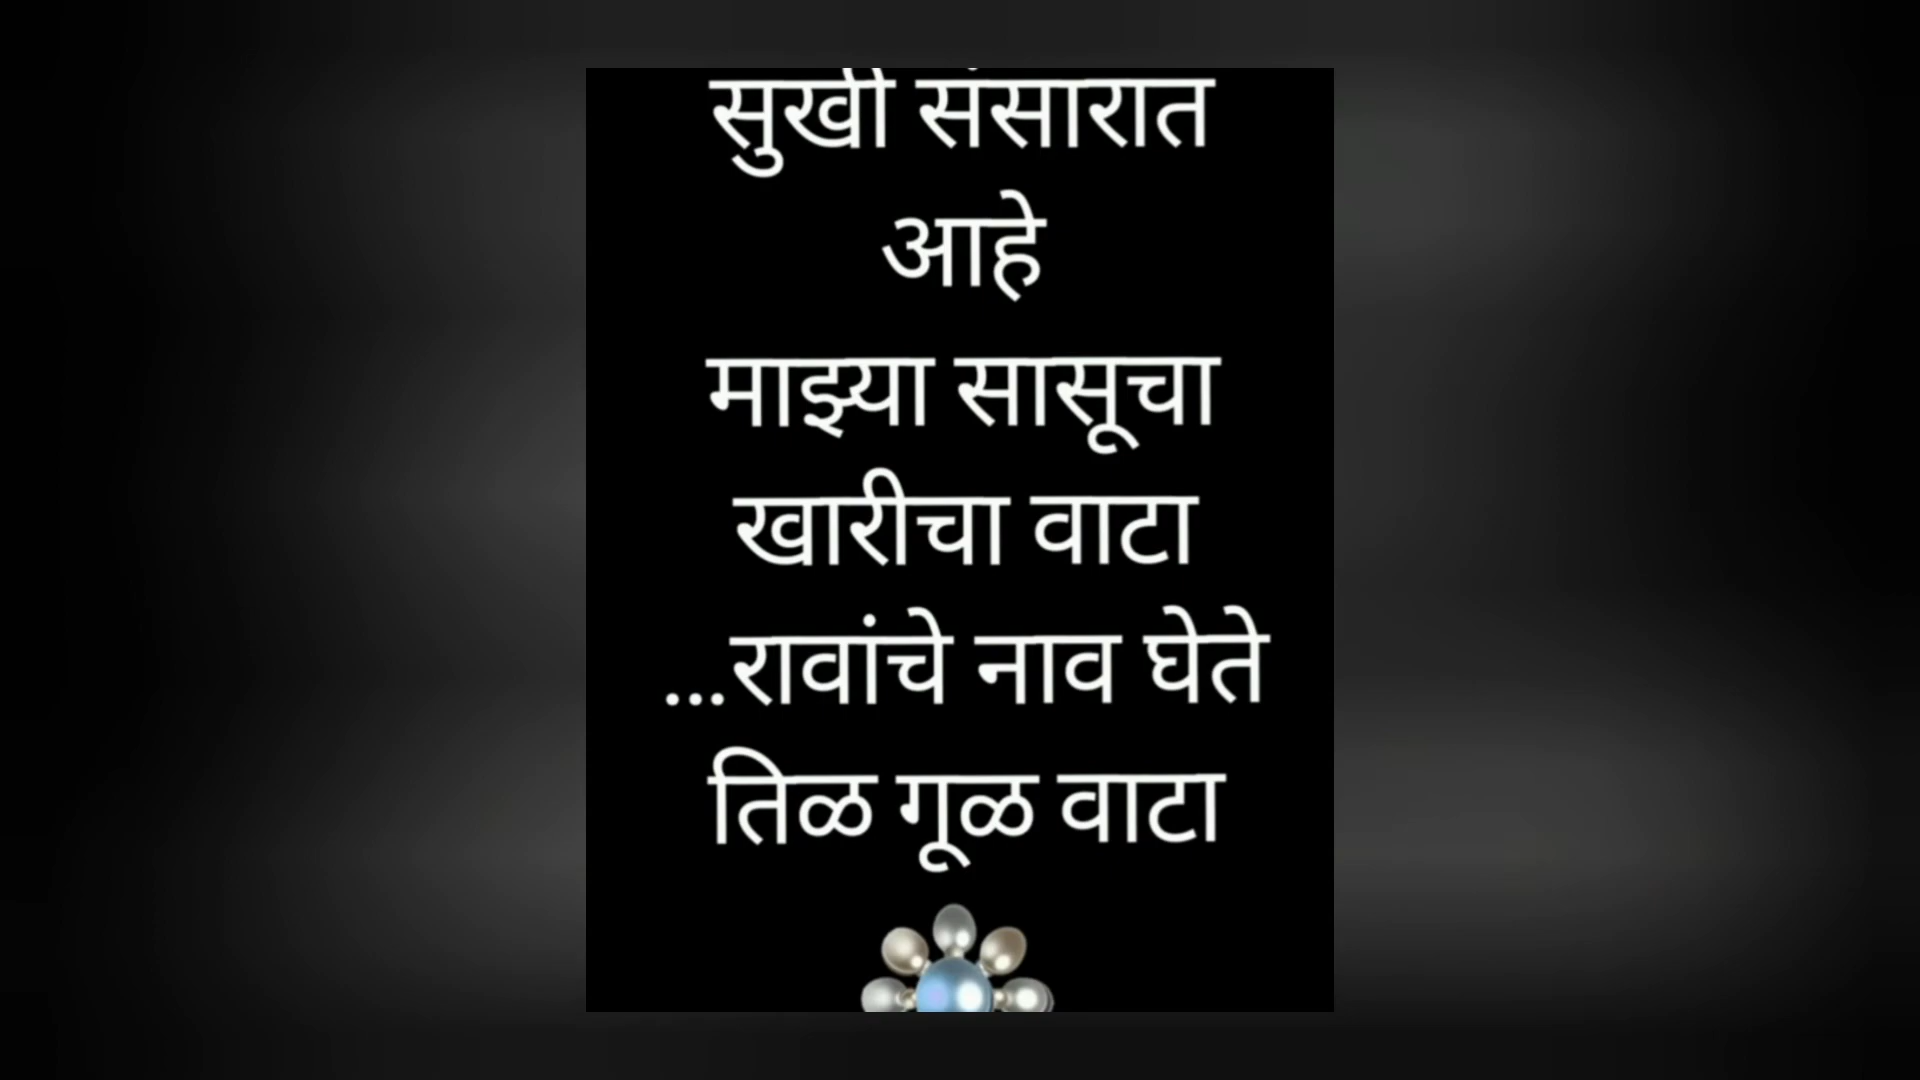 सुखी संसारात
आहे
माझ्या सासूचा
खारीचा वाटा
...रावांचे नाव घेते
तिळ गूळ वाटा